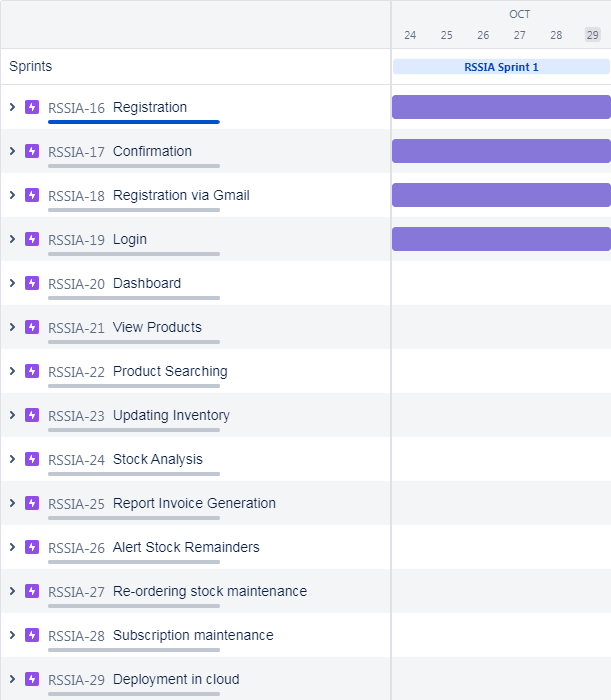 OCT
24 25 26 27 28 29
Sprints
RSSIA Sprint 1
RSSIA-16 Registration
RSSIA-17 Confirmation
RSSIA-18 Registration via Gmail
RSSIA-19 Login
RSSIA-20 Dashboard
RSSIA-21 View Products
RSSIA-22 Product Searching
RSSIA-23 Updating Inventory
RSSIA-24 Stock Analysis
RSSIA-25 Report Invoice Generation
RSSIA-26 Alert Stock Remainders
RSSIA-27 Re-ordering stock maintenance
RSSIA-28 Subscription maintenance
RSSIA-29 Deployment in cloud